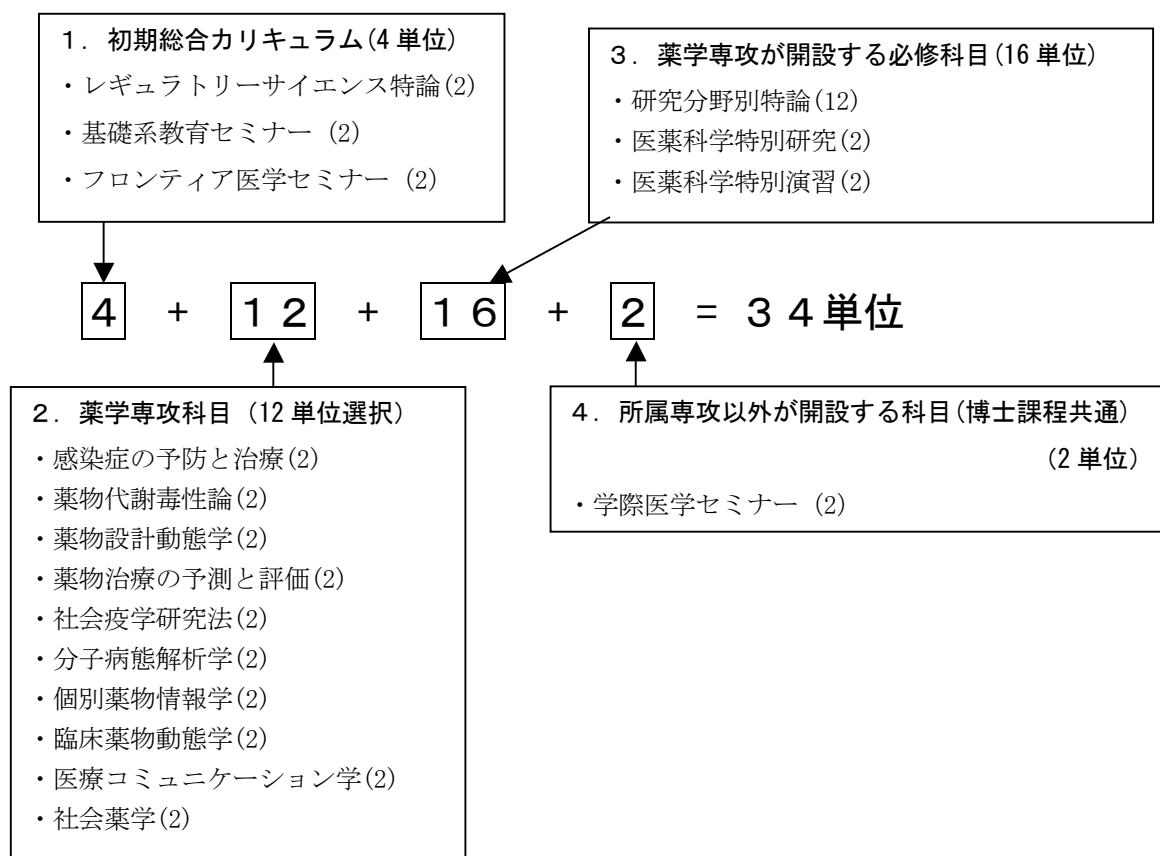 １．初期総合カリキュラム(4 単位)
・レギュラトリーサイエンス特論(2)
・基礎系教育セミナー (2)
・フロンティア医学セミナー (2)
３．薬学専攻が開設する必修科目(16 単位)
・研究分野別特論(12)
・医薬科学特別研究(2)
・医薬科学特別演習(2)
４ + １２ + １６ + ２ = ３４単位
２．薬学専攻科目 (12 単位選択)
・感染症の予防と治療(2)
・薬物代謝毒性論(2)
・薬物設計動態学(2)
・薬物治療の予測と評価(2)
・社会疫学研究法(2)
・分子病態解析学(2)
・個別薬物情報学(2)
・臨床薬物動態学(2)
・医療コミュニケーション学(2)
・社会薬学(2)
４．所属専攻以外が開設する科目(博士課程共通)
(2 単位)
・学際医学セミナー (2)